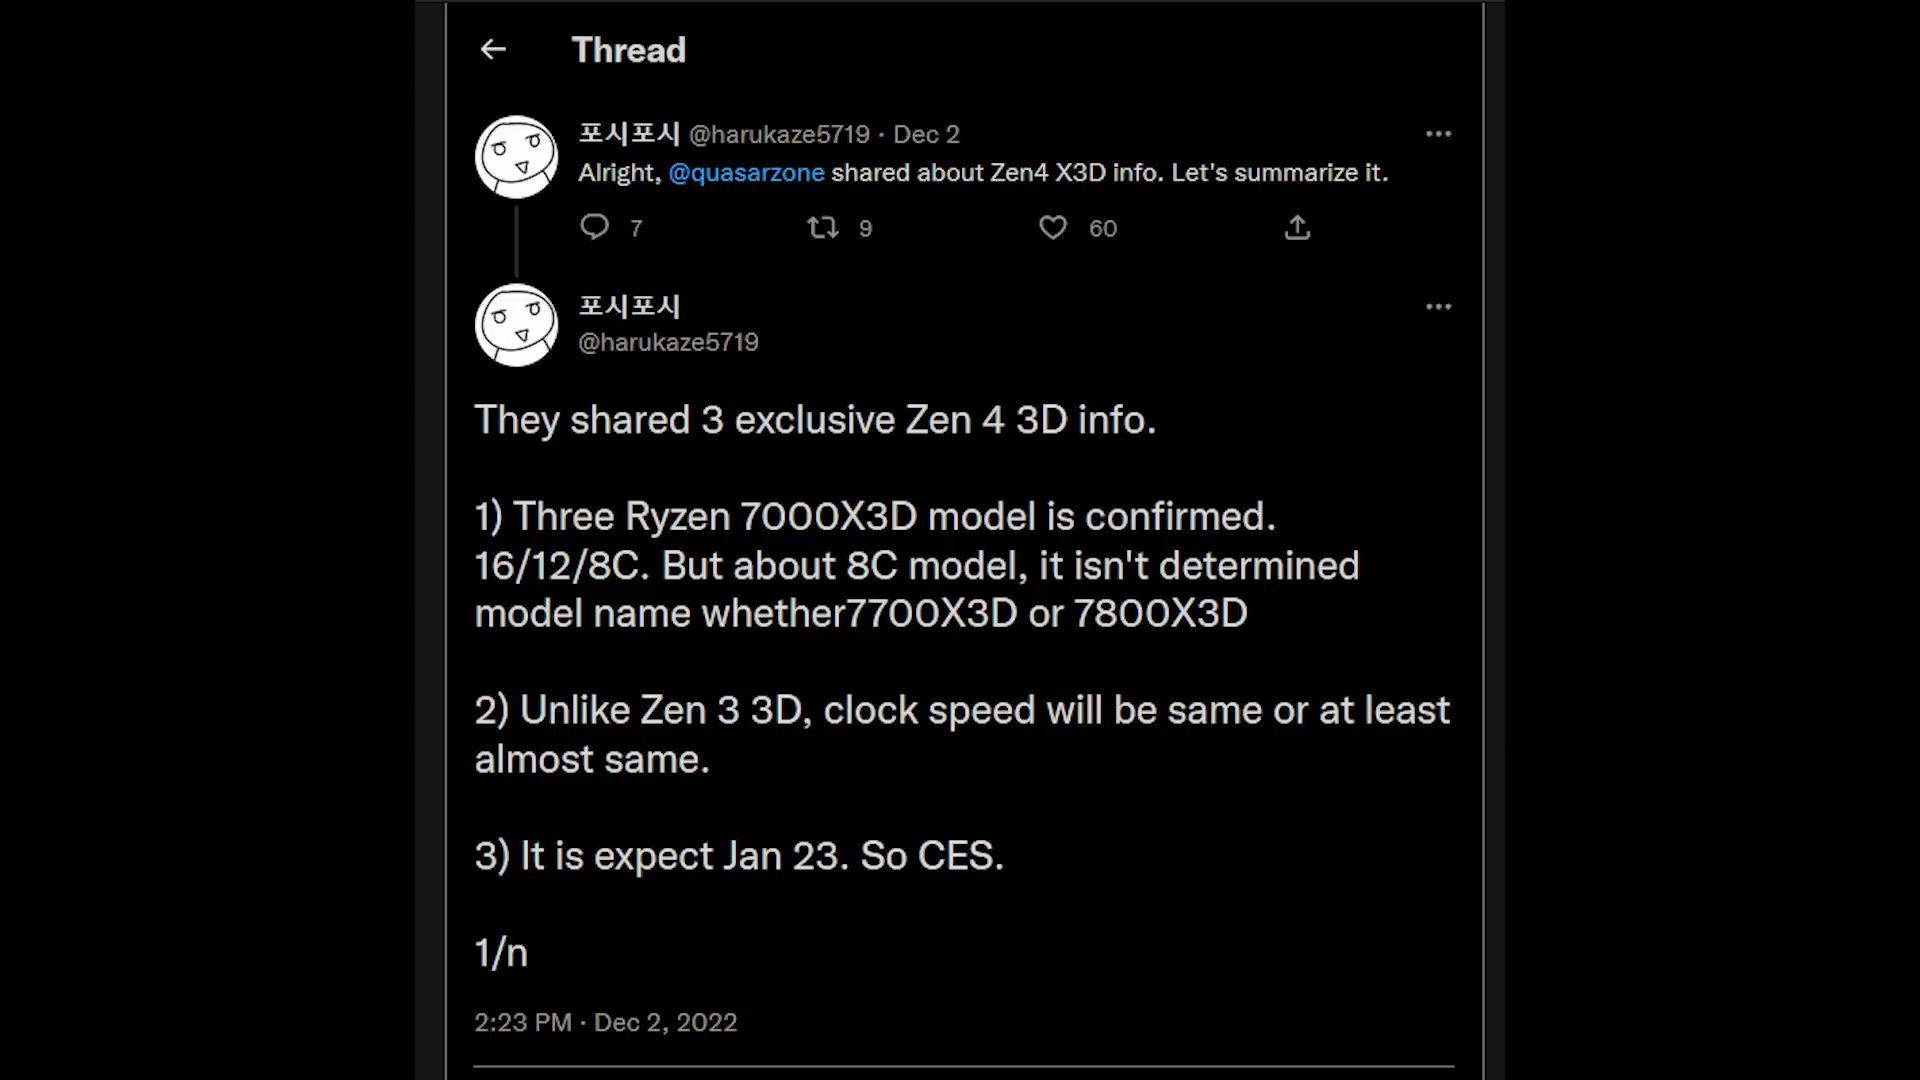 Thread
포시포시 @harukaze5719 · Dec 2
Alright, @quasarzone shared about Zen4 X3D info. Let's summarize it.
7 9 60
포시포시
@harukaze5719
They shared 3 exclusive Zen 4 3D info.
1) Three Ryzen 7000X3D model is confirmed.
16/12/8C. But about 8C model, it isn't determined
model name whether7700X3D or 7800X3D
2) Unlike Zen 3 3D, clock speed will be same or at least
almost same.
3) It is expect Jan 23. So CES.
1/n
2:23 PM · Dec 2, 2022